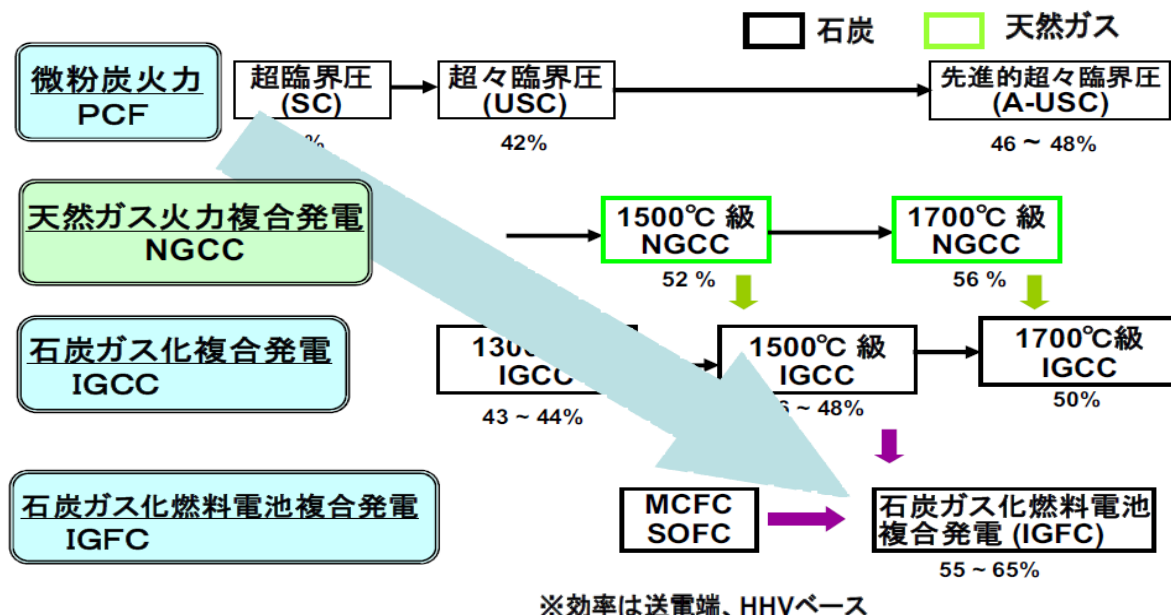 石炭
天然ガス
微粉炭火力
PCF
超臨界圧
(SC)
%
超々臨界圧
(USC)
42%
先進的超々臨界圧
(A-USC)
46 ~ 48%
天然ガス火力複合発電
NGCC
1500℃ 級
NGCC
52 %
1700℃ 級
NGCC
56 %
石炭ガス化複合発電
IGCC
1300
IGCC
43 ~ 44%
1500℃ 級
IGCC
~ 48%
1700℃級
IGCC
50%
石炭ガス化燃料電池複合発電
IGFC
MCFC
SOFC
石炭ガス化燃料電池
複合発電 (IGFC)
55 ~ 65%
※効率は送電端、HHVベース